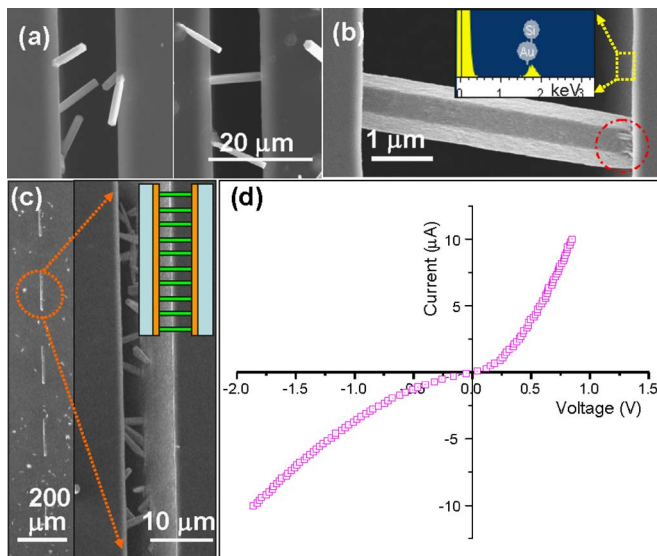 (a)
20 μm
(b)
Si
Au
0 1 2 3
keV
1 μm
(c)
200 μm
10 μm
(d)
Current (μA)
10
5
-2.0 -1.5 -1.0 -0.5 0.0 0.5 1.0 1.5
Voltage (V)
-5
-10